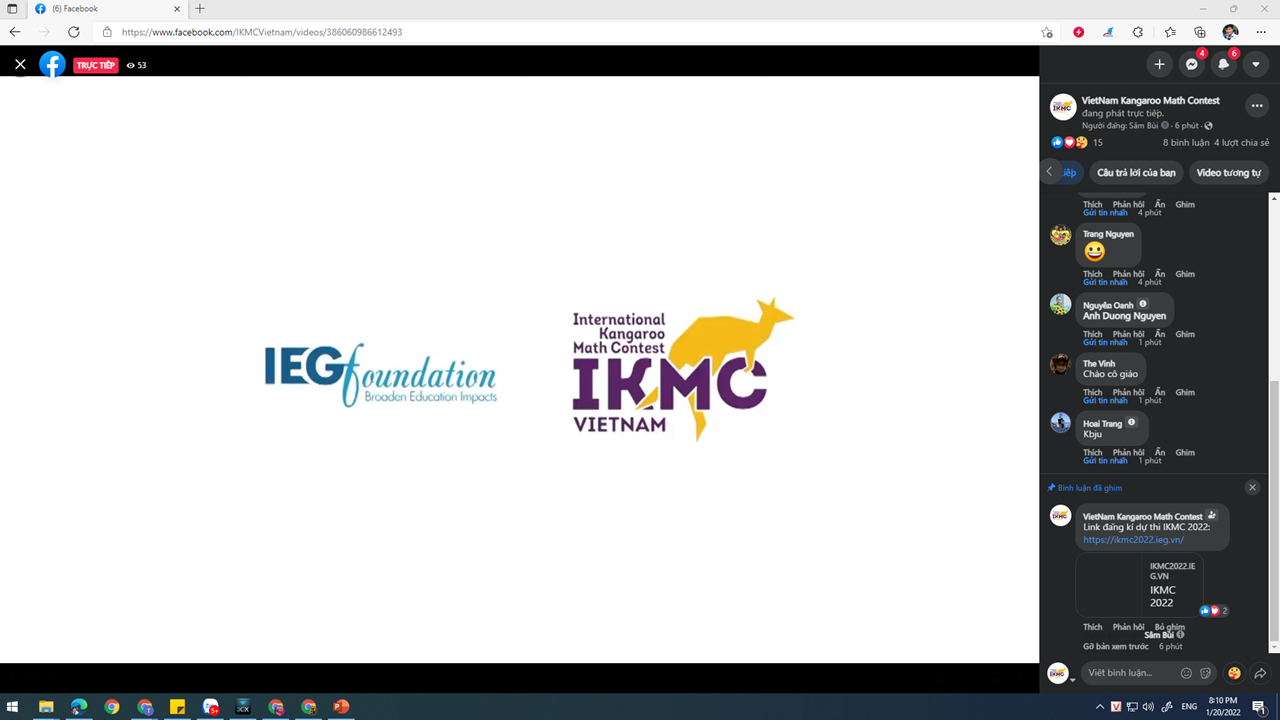 (6) Facebook
https://www.facebook.com/IKMCVietnam/videos/386060986612493
TRỰC TIẾP
53
4
6
VietNam Kangaroo Math Contest
đang phát trực tiếp.
Người đăng: Sâm Bùi · 6 phút ·
15
8 bình luận 4 lượt chia sẻ
tiếp
Câu trả lời của bạn
Video tương tự
Thích Phản hồi Ẩn Ghim
Gửi tin nhắn 4 phút
Trang Nguyen
Thích Phản hồi Ẩn Ghim
Gửi tin nhắn 4 phút
Nguyên Oanh
Anh Duong Nguyen
Thích Phản hồi Ẩn Ghim
Gửi tin nhắn 1 phút
The Vinh
Chào cô giáo
Thích Phản hồi Ẩn Ghim
Gửi tin nhắn 1 phút
Hoai Trang
Kbju
Thích Phản hồi Ẩn Ghim
Gửi tin nhắn 1 phút
Bình luận đã ghim
VietNam Kangaroo Math Contest
Link đăng kí dự thi IKMC 2022:
https://ikmc2022.ieg.vn/
IKMC2022.IE
G.VN
IKMC
2022
2
Thích Phản hồi Bỏ ghim
Sâm Bùi
Gỡ bản xem trước 6 phút
Viết bình luận...
IEG foundation
Broaden Education Impacts
International
Kangaroo
Math Contest
IKMC
VIETNAM
ENG
8:10 PM
1/20/2022